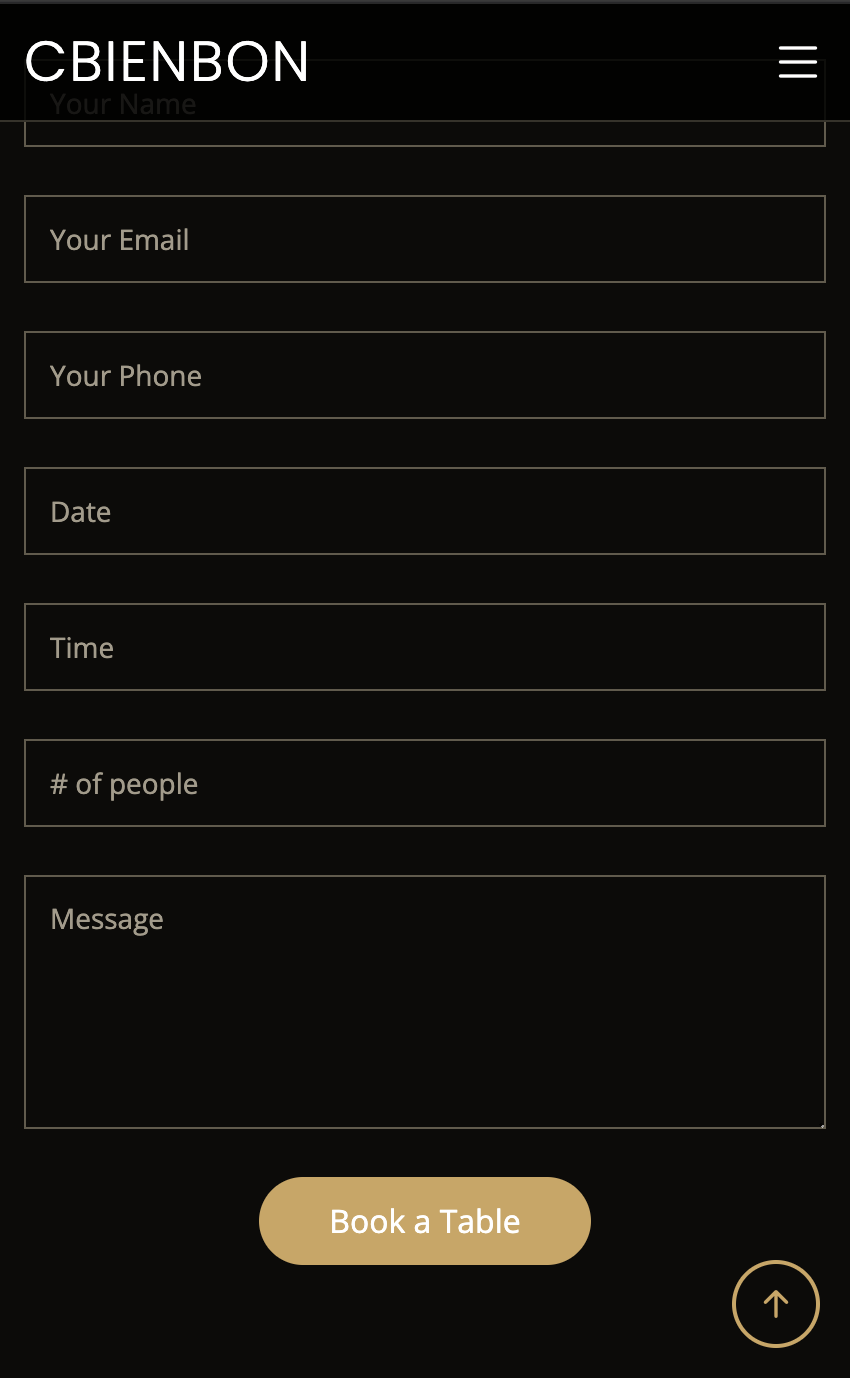 CBIENBON
Your Name
Your Email
Your Phone
Date
Time
# of people
Message
Book a Table